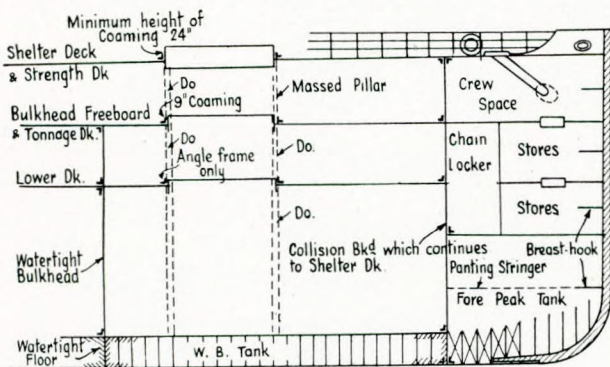 Minimum height of
Coaming 24"
Shelter Deck
& Strength Dk
Do
Massed Pillar
9" Coaming
Bulkhead Freeboard
& Tonnage Dk.
Do
Angle frame
only
Do.
Lower Dk.
Do.
Crew
Space
Chain
Locker
Stores
Stores
Watertight
Bulkhead
Collision Bkd which continues
to Shelter Dk.
Breast-hook
Panting Stringer
Fore Peak Tank
Watertight
Floor
W. B. Tank